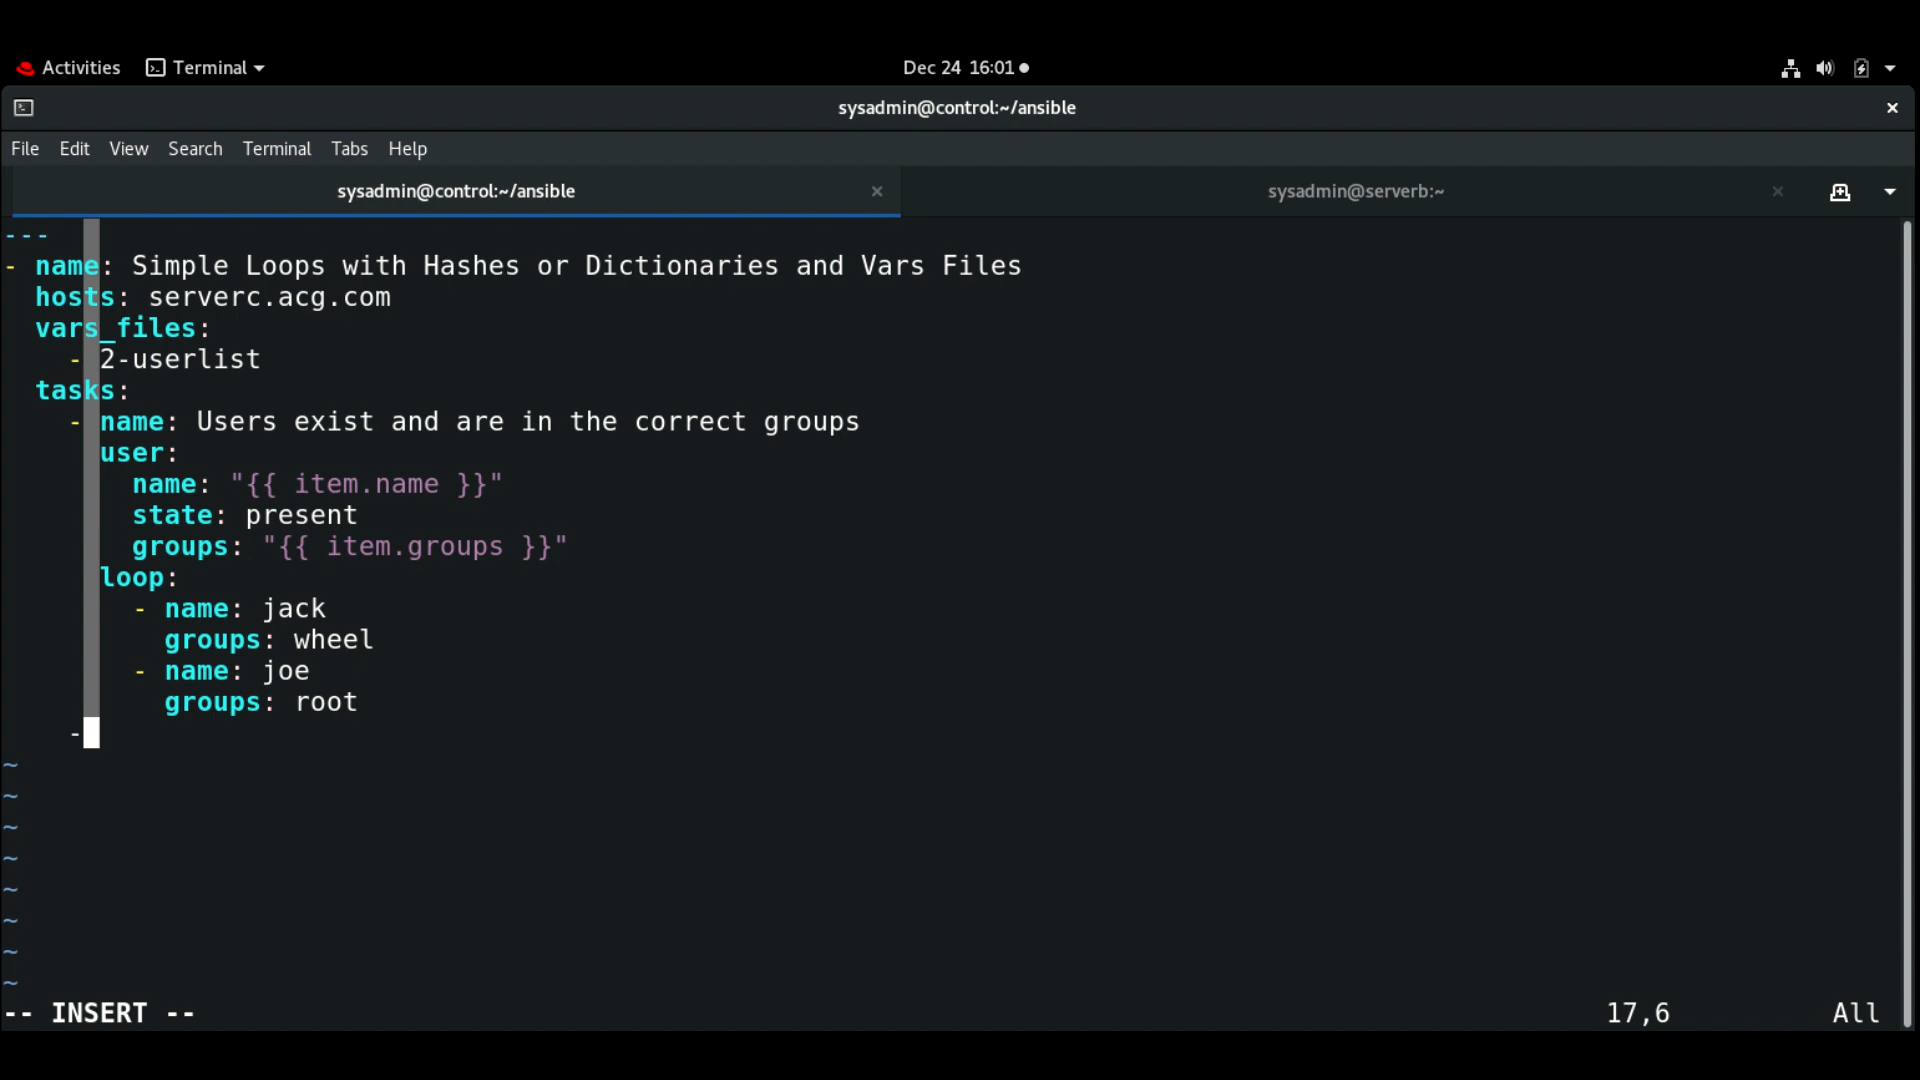 Activities Terminal Dec 24 16:01
sysadmin@control:~/ansible
File Edit View Search Terminal Tabs Help
sysadmin@control:~/ansible sysadmin@serverb:~
---
- name: Simple Loops with Hashes or Dictionaries and Vars Files
  hosts: serverc.acg.com
  vars_files:
    - 2-userlist
  tasks:
    - name: Users exist and are in the correct groups
      user:
        name: "{{ item.name }}"
        state: present
        groups: "{{ item.groups }}"
      loop:
        - name: jack
          groups: wheel
        - name: joe
          groups: root
    -
~
~
~
~
~
~
~
~
-- INSERT -- 17,6 All